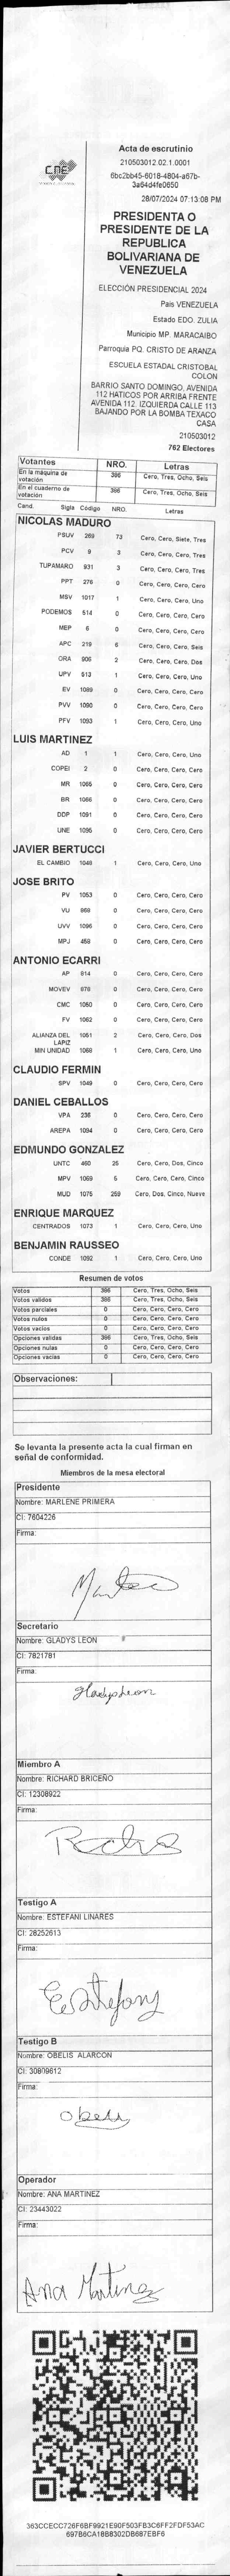 CNE
Acta de escrutinio
210503012.02.1.0001
6bc2bb45-6018-4804-a67b-
3a64d4fe0650
28/07/2024 07:13:08 PM
PRESIDENTA O
PRESIDENTE DE LA
REPUBLICA
BOLIVARIANA DE
VENEZUELA
ELECCIÓN PRESIDENCIAL 2024
Pais VENEZUELA
Estado EDO. ZULIA
Municipio MP. MARACAIBO
Parroquia PQ. CRISTO DE ARANZA
ESCUELA ESTADAL CRISTOBAL
COLON
BARRIO SANTO DOMINGO, AVENIDA
112 HATICOS POR ARRIBA FRENTE
AVENIDA 112. IZQUIERDA CALLE 113
BAJANDO POR LA BOMBA TEXACO
CASA
210503012
762 Electores
Votantes NRO. Letras
En la maquina de votación 386 Cero, Tres, Ocho, Seis
En el cuaderno de votación 386 Cero, Tres, Ocho, Seis
Cand. Sigla Codigo NRO. Letras
NICOLAS MADURO
PSUV 269 73 Cero, Cero, Siete, Tres
PCV 9 3 Cero, Cero, Cero, Tres
TUPAMARO 931 3 Cero, Cero, Cero, Tres
PPT 276 0 Cero, Cero, Cero, Cero
MSV 1017 1 Cero, Cero, Cero, Uno
PODEMOS 514 0 Cero, Cero, Cero, Cero
MEP 6 0 Cero, Cero, Cero, Cero
APC 219 6 Cero, Cero, Cero, Seis
ORA 906 2 Cero, Cero, Cero, Dos
UPV 513 1 Cero, Cero, Cero, Uno
EV 1089 0 Cero, Cero, Cero, Cero
PVV 1090 0 Cero, Cero, Cero, Cero
PFV 1093 1 Cero, Cero, Cero, Uno
LUIS MARTINEZ
AD 1 1 Cero, Cero, Cero, Uno
COPEI 2 0 Cero, Cero, Cero, Cero
MR 1065 0 Cero, Cero, Cero, Cero
BR 1066 0 Cero, Cero, Cero, Cero
DDP 1091 0 Cero, Cero, Cero, Cero
UNE 1095 0 Cero, Cero, Cero, Cero
JAVIER BERTUCCI
EL CAMBIO 1046 1 Cero, Cero, Cero, Uno
JOSE BRITO
PV 1053 0 Cero, Cero, Cero, Cero
VU 868 0 Cero, Cero, Cero, Cero
UVV 1096 0 Cero, Cero, Cero, Cero
MPJ 458 0 Cero, Cero, Cero, Cero
ANTONIO ECARRI
AP 814 0 Cero, Cero, Cero, Cero
MOVEV 878 0 Cero, Cero, Cero, Cero
CMC 1050 0 Cero, Cero, Cero, Cero
FV 1062 0 Cero, Cero, Cero, Cero
ALIANZA DEL LAPIZ 1051 2 Cero, Cero, Cero, Dos
MIN UNIDAD 1068 1 Cero, Cero, Cero, Uno
CLAUDIO FERMIN
SPV 1049 0 Cero, Cero, Cero, Cero
DANIEL CEBALLOS
VPA 236 0 Cero, Cero, Cero, Cero
AREPA 1094 0 Cero, Cero, Cero, Cero
EDMUNDO GONZALEZ
UNTC 460 25 Cero, Cero, Dos, Cinco
MPV 1069 5 Cero, Cero, Cero, Cinco
MUD 1075 259 Cero, Dos, Cinco, Nueve
ENRIQUE MARQUEZ
CENTRADOS 1073 1 Cero, Cero, Cero, Uno
BENJAMIN RAUSSEO
CONDE 1092 1 Cero, Cero, Cero, Uno
Resumen de votos
Votos 386 Cero, Tres, Ocho, Seis
Votos validos 386 Cero, Tres, Ocho, Seis
Votos parciales 0 Cero, Cero, Cero, Cero
Votos nulos 0 Cero, Cero, Cero, Cero
Votos vacios 0 Cero, Cero, Cero, Cero
Opciones validas 386 Cero, Tres, Ocho, Seis
Opciones nulas 0 Cero, Cero, Cero, Cero
Opciones vacias 0 Cero, Cero, Cero, Cero
Observaciones:
Se levanta la presente acta la cual firman en
señal de conformidad.
Miembros de la mesa electoral
Presidente
Nombre: MARLENE PRIMERA
CI: 7604226
Firma:
Secretario
Nombre: GLADYS LEON
CI: 7821781
Firma:
Gladys Leon
Miembro A
Nombre: RICHARD BRICEÑO
CI: 12308922
Firma:
Testigo A
Nombre: ESTEFANI LINARES
CI: 28252613
Firma:
Estefany
Testigo B
Nombre: OBELIS ALARCON
CI: 30809612
Firma:
Obelis
Operador
Nombre: ANA MARTINEZ
CI: 23443022
Firma:
Ana Martinez
363CCECC726F6BF9921E90F503FB3C6FF2FDF53AC
697B6CA18B8302DB687EBF6